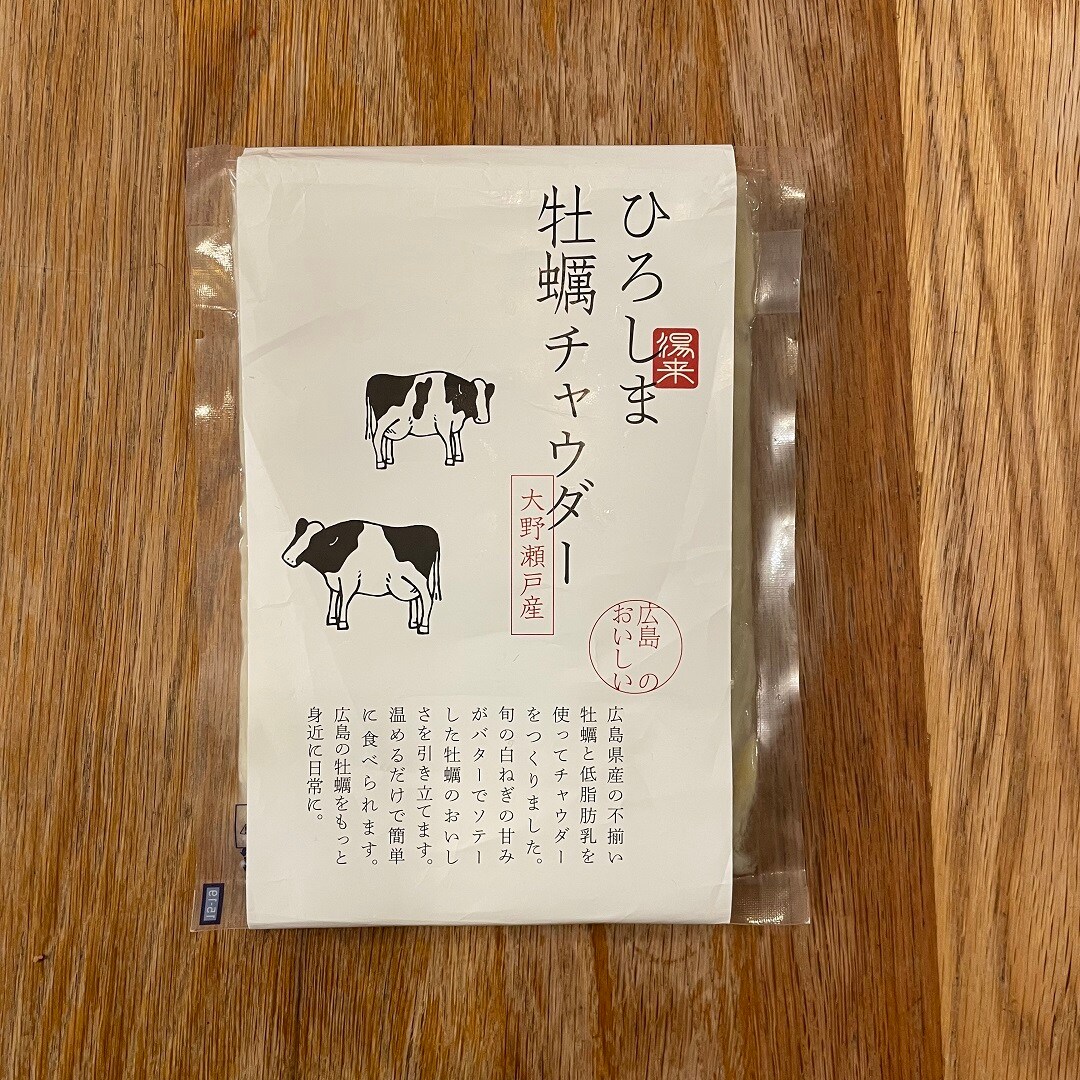 ひろしま
牡蠣チャウダー
湯来
大野瀬戸産
広島の
おいしい
広島県産の不揃い
牡蠣と低脂肪乳を
使ってチャウダー
をつくりました。
旬の白ねぎの甘み
がバターでソテー
した牡蠣のおいし
さを引き立てます。
温めるだけで簡単
に食べられます。
広島の牡蠣をもっと
身近に日常に。